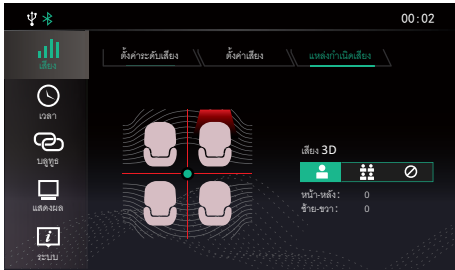 00:02
ตั้งค่าระดับเสียง
ตั้งค่าเสียง
แหล่งกำเนิดเสียง
เสียง
เวลา
บลูทูธ
แสดงผล
ระบบ
เสียง 3D
หน้า-หลัง: 0
ซ้าย-ขวา: 0